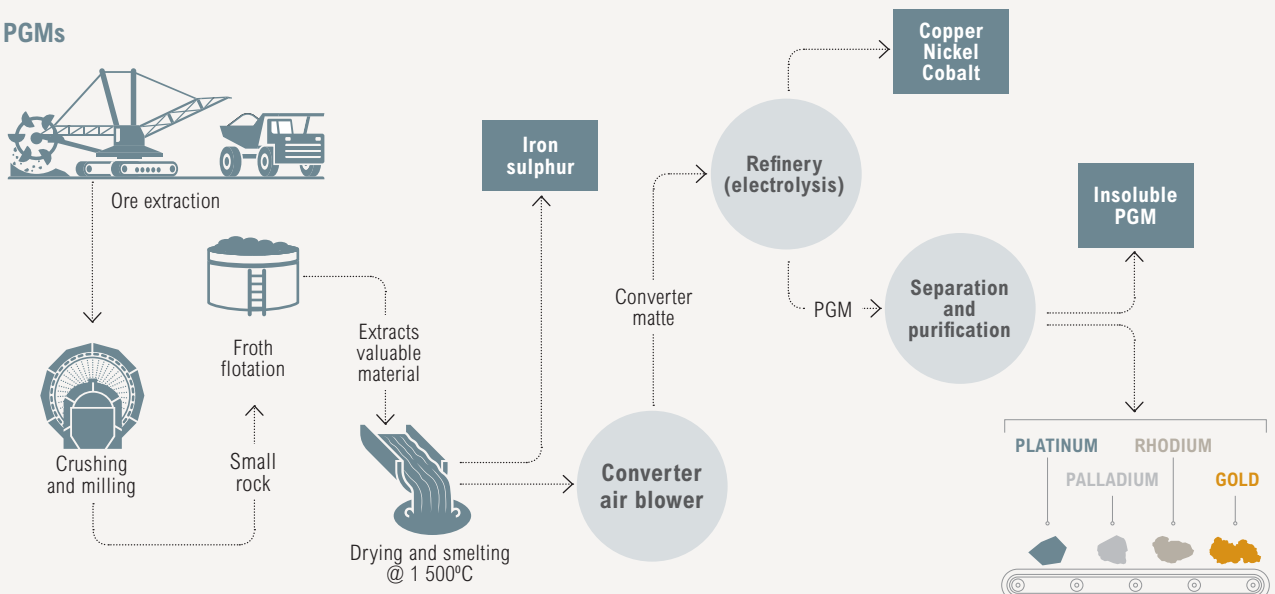 PGMs
Ore extraction
Crushing
and milling
Small
rock
Froth
flotation
Extracts
valuable
material
Drying and smelting
@ 1 500ºC
Iron
sulphur
Converter
air blower
Converter
matte
Refinery
(electrolysis)
Copper
Nickel
Cobalt
PGM
Separation
and
purification
Insoluble
PGM
PLATINUM
RHODIUM
PALLADIUM
GOLD